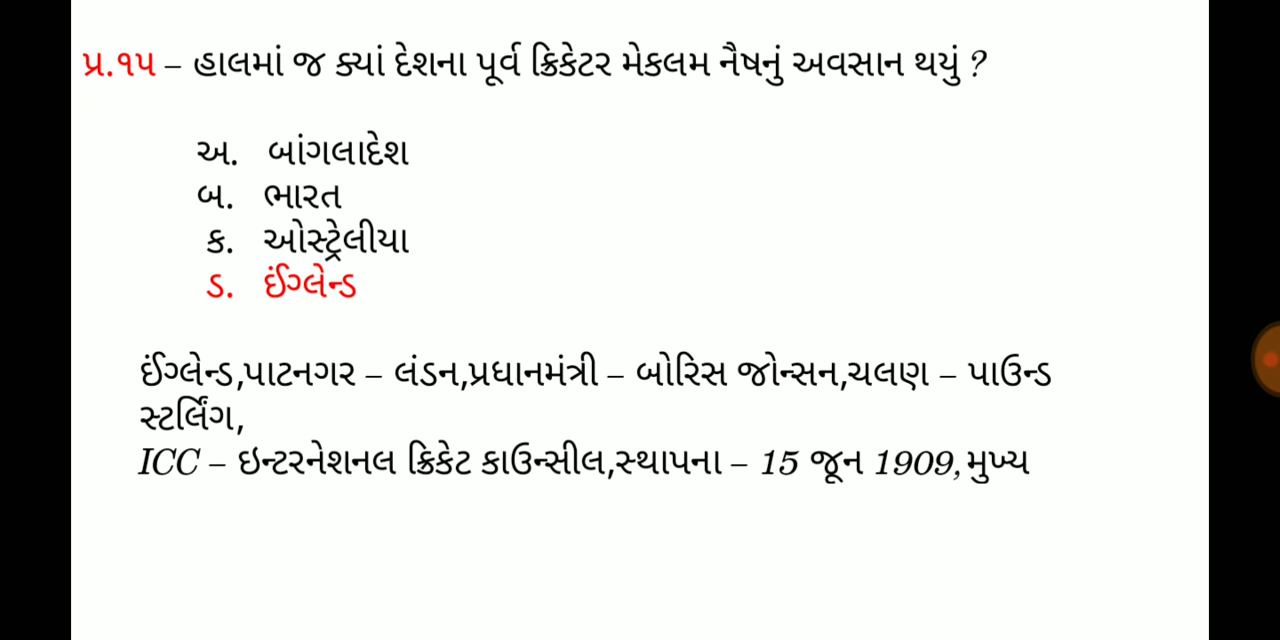 પ્ર.૧૫ – હાલમાં જ ક્યાં દેશના પૂર્વ ક્રિકેટર મેકલમ નૈષનું અવસાન થયું ?
અ. બાંગલાદેશ
બ. ભારત
ક. ઓસ્ટ્રેલીયા
ડ. ઈંગ્લેન્ડ
ઈંગ્લેન્ડ,પાટનગર – લંડન,પ્રધાનમંત્રી – બોરિસ જોન્સન,ચલણ – પાઉન્ડ
સ્ટર્લિંગ,
ICC – ઇન્ટરનેશનલ ક્રિકેટ કાઉન્સીલ,સ્થાપના – 15 જૂન 1909,મુખ્ય